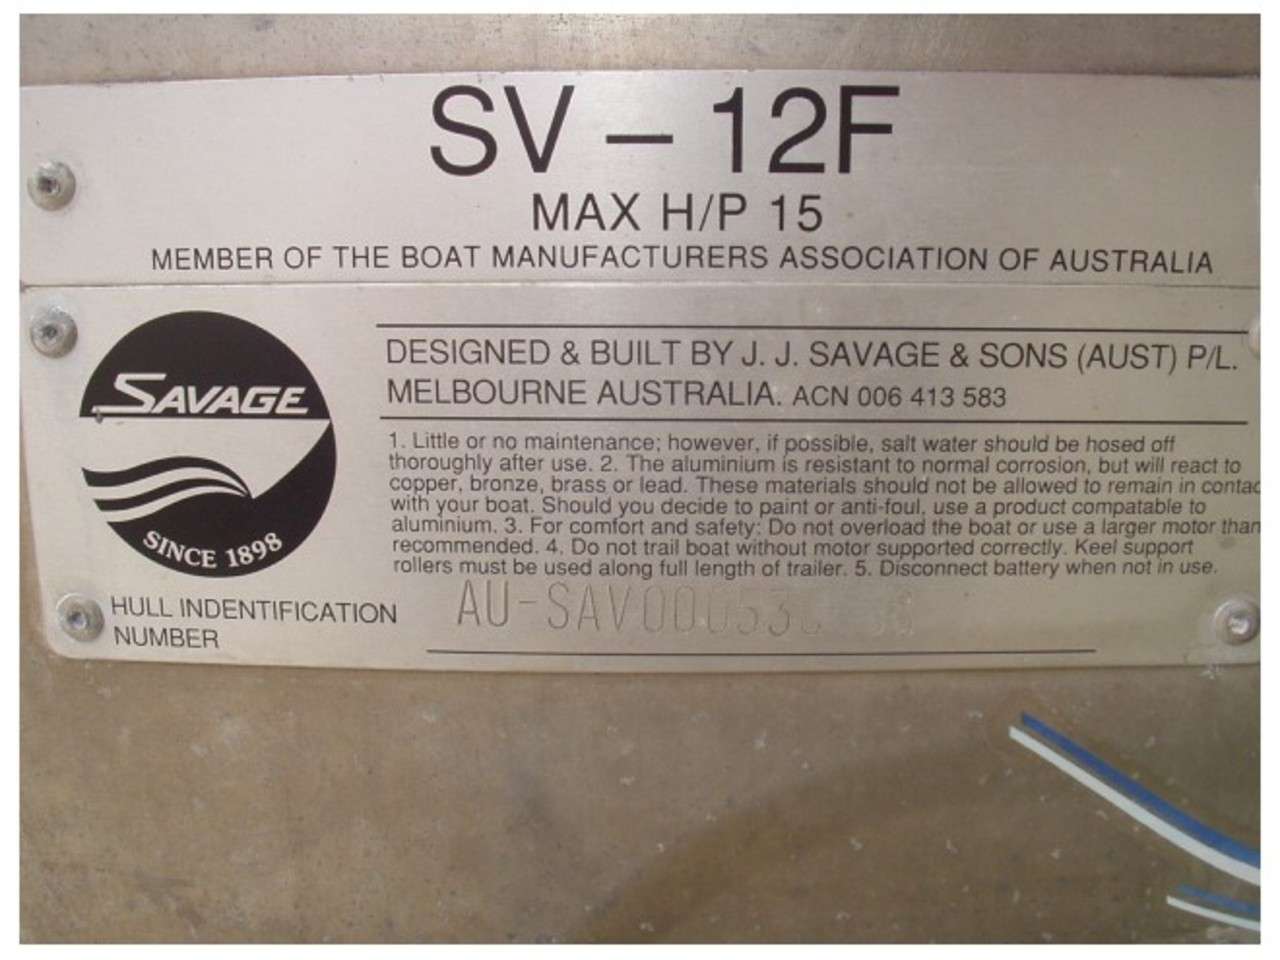 SV – 12F
MAX H/P 15
MEMBER OF THE BOAT MANUFACTURERS ASSOCIATION OF AUSTRALIA
SAVAGE
SINCE 1898
DESIGNED & BUILT BY J. J. SAVAGE & SONS (AUST) P/L.
MELBOURNE AUSTRALIA. ACN 006 413 583
1. Little or no maintenance; however, if possible, salt water should be hosed off
thoroughly after use. 2. The aluminium is resistant to normal corrosion, but will react to
copper, bronze, brass or lead. These materials should not be allowed to remain in contac
with your boat. Should you decide to paint or anti-foul, use a product compatable to
aluminium. 3. For comfort and safety: Do not overload the boat or use a larger motor than
recommended. 4. Do not trail boat without motor supported correctly. Keel support
rollers must be used along full length of trailer. 5. Disconnect battery when not in use.
HULL INDENTIFICATION
NUMBER